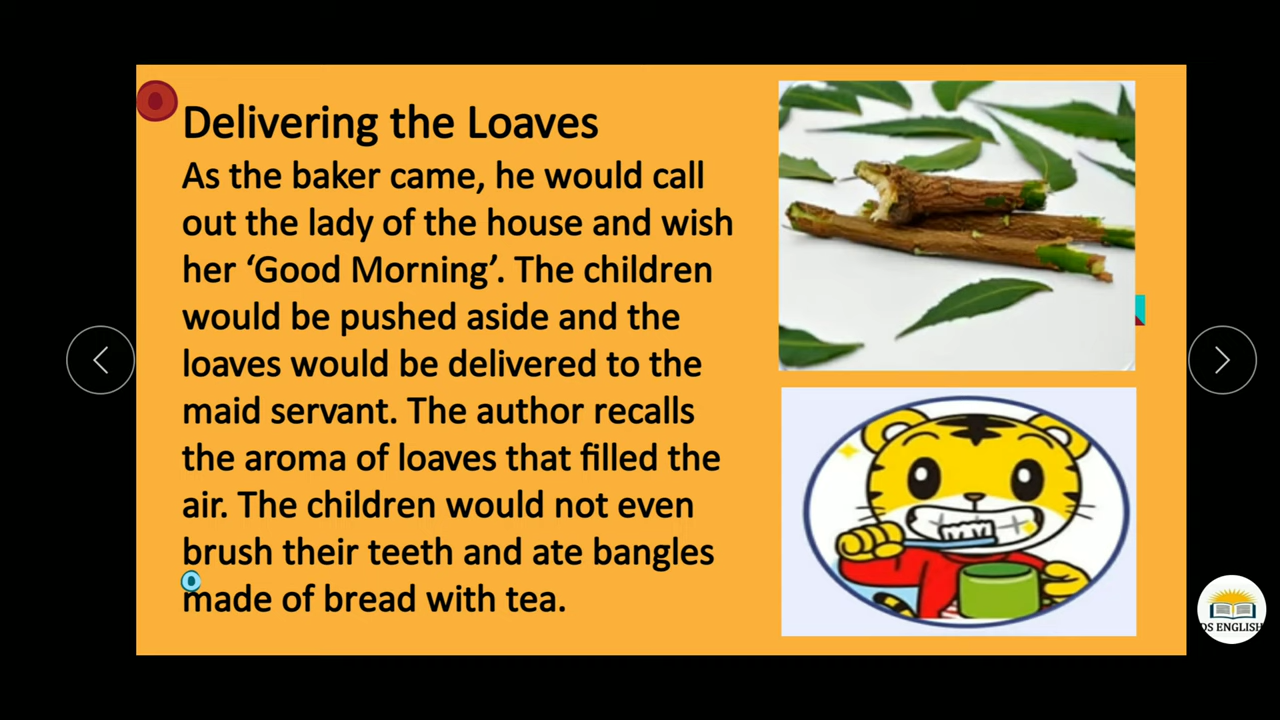 Delivering the Loaves
As the baker came, he would call
out the lady of the house and wish
her ‘Good Morning’. The children
would be pushed aside and the
loaves would be delivered to the
maid servant. The author recalls
the aroma of loaves that filled the
air. The children would not even
brush their teeth and ate bangles
made of bread with tea.
DS ENGLISH